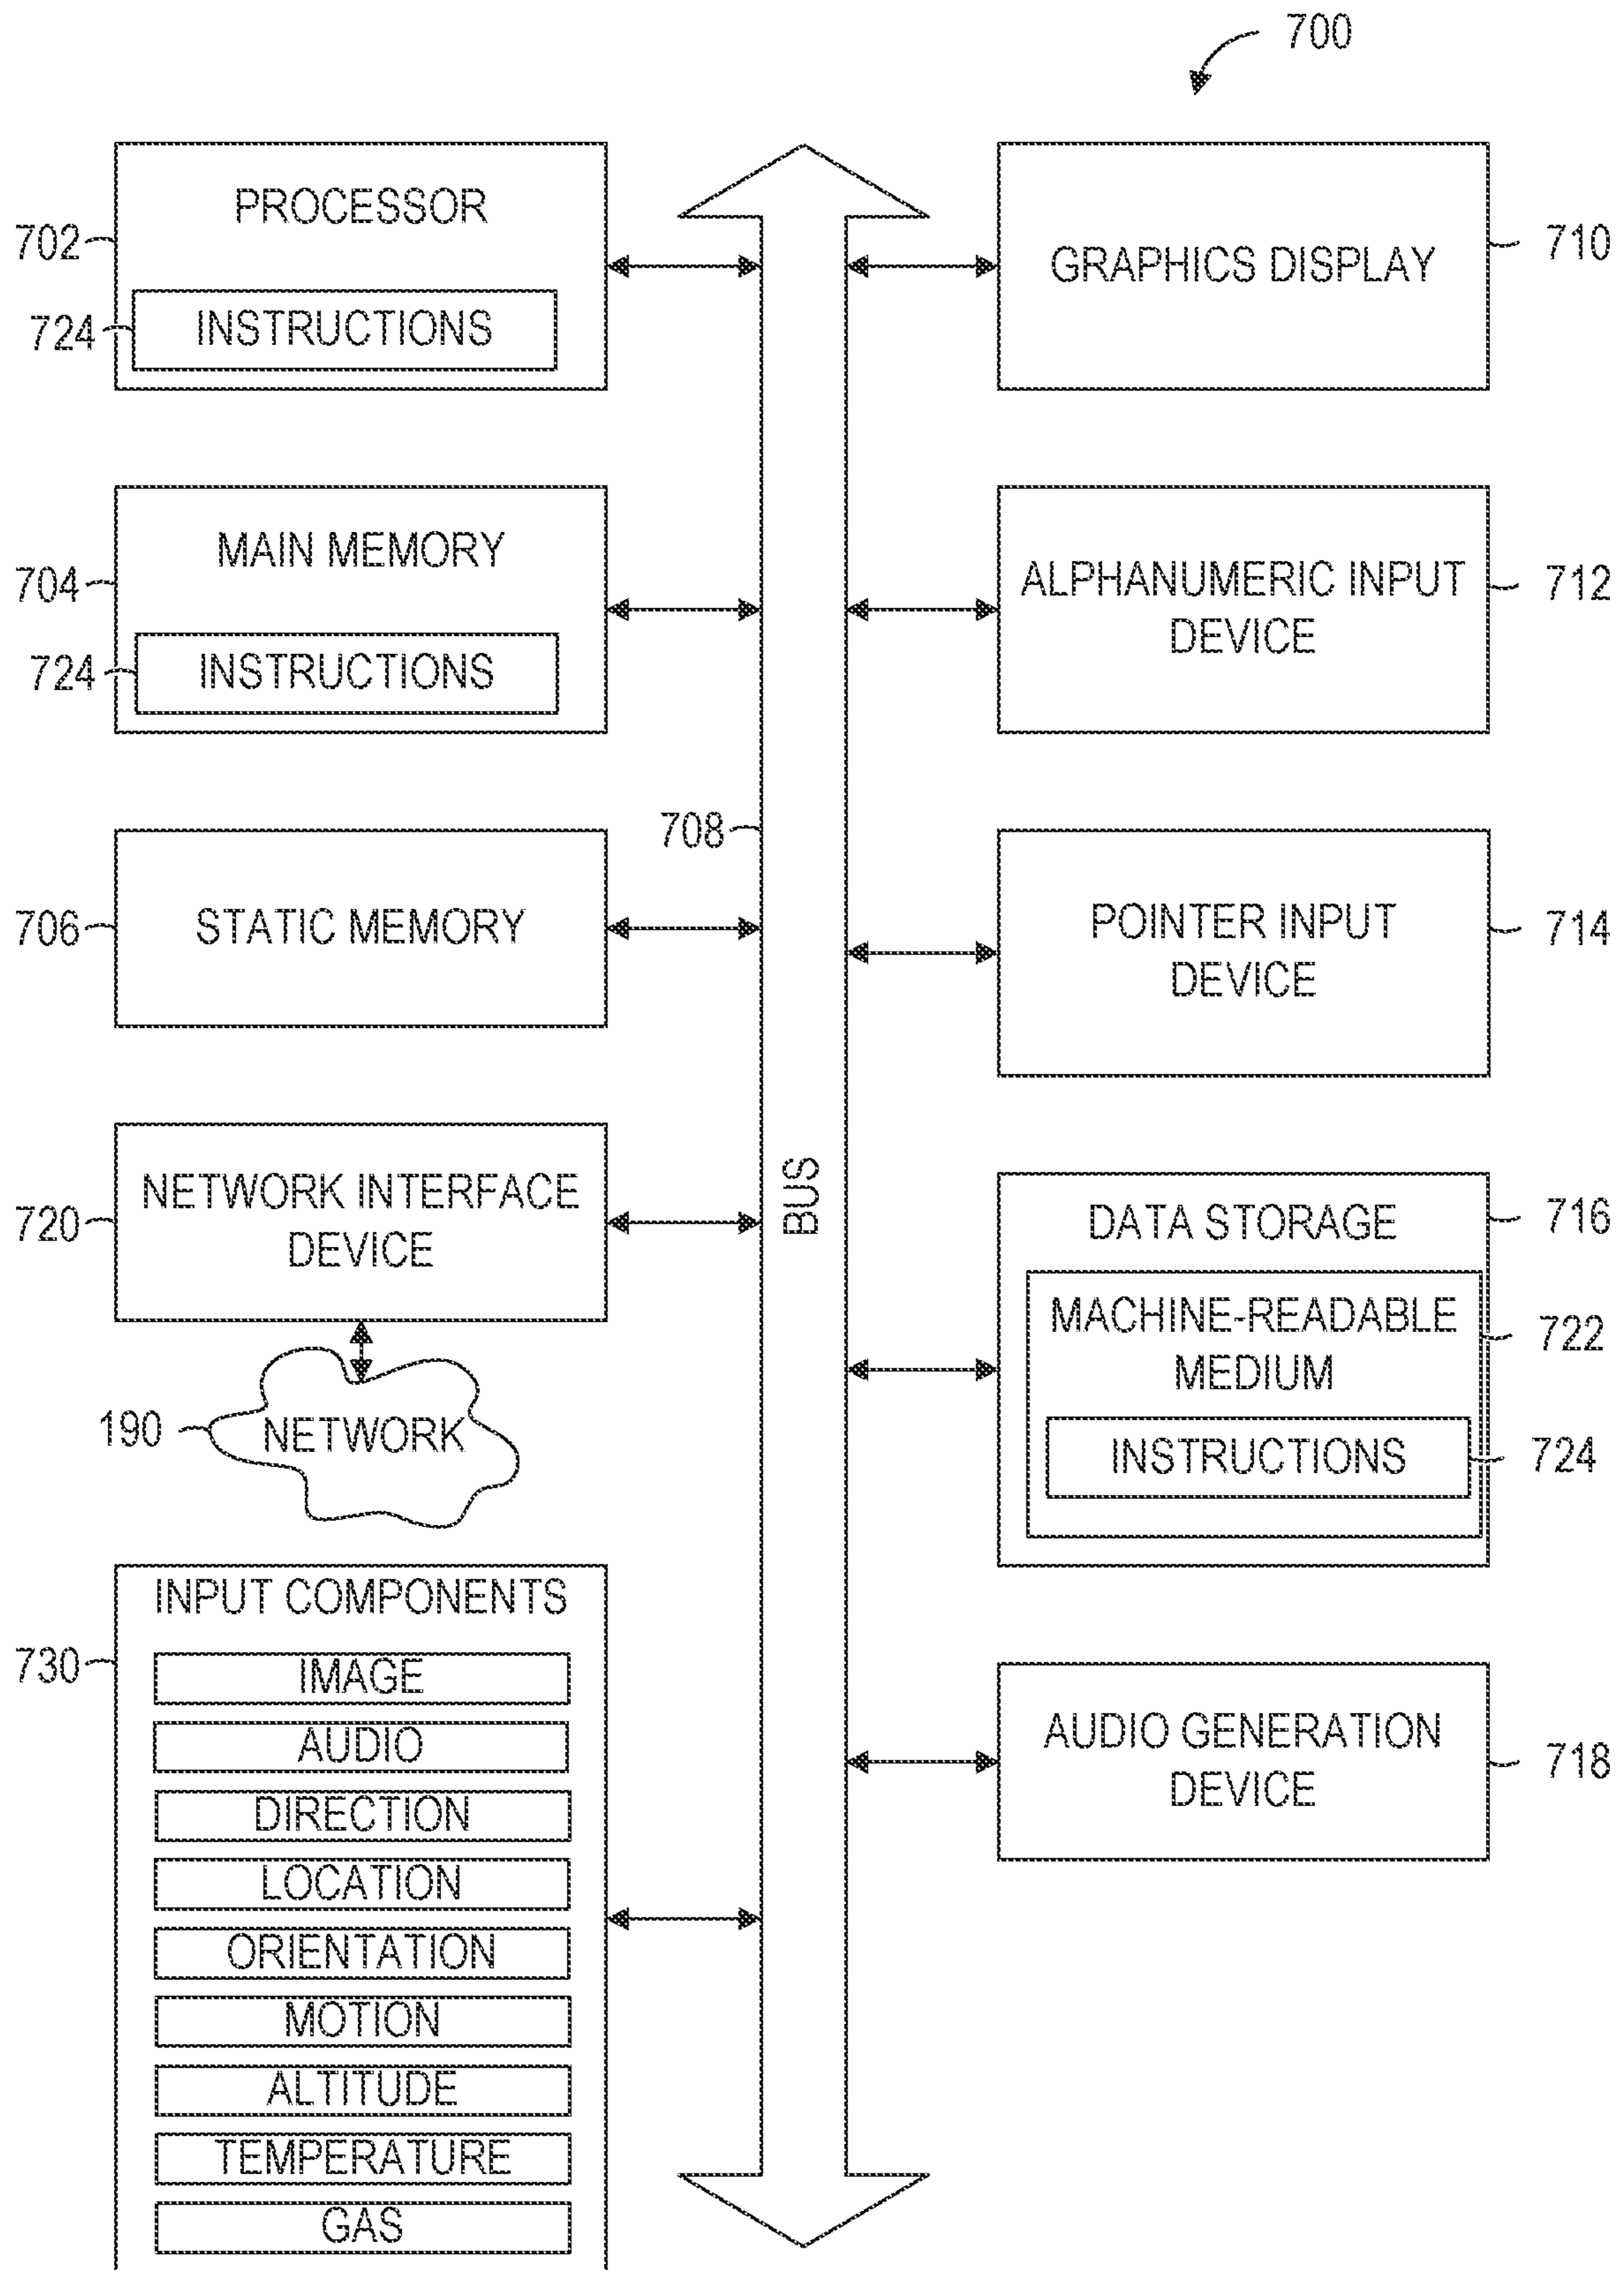 700
PROCESSOR
702
724
INSTRUCTIONS
MAIN MEMORY
704
724
INSTRUCTIONS
706
STATIC MEMORY
720
NETWORK INTERFACE
DEVICE
190
NETWORK
INPUT COMPONENTS
730
IMAGE
AUDIO
DIRECTION
LOCATION
ORIENTATION
MOTION
ALTITUDE
TEMPERATURE
GAS
708
BUS
GRAPHICS DISPLAY
710
ALPHANUMERIC INPUT
DEVICE
712
POINTER INPUT
DEVICE
714
DATA STORAGE
716
MACHINE-READABLE
MEDIUM
722
INSTRUCTIONS
724
AUDIO GENERATION
DEVICE
718